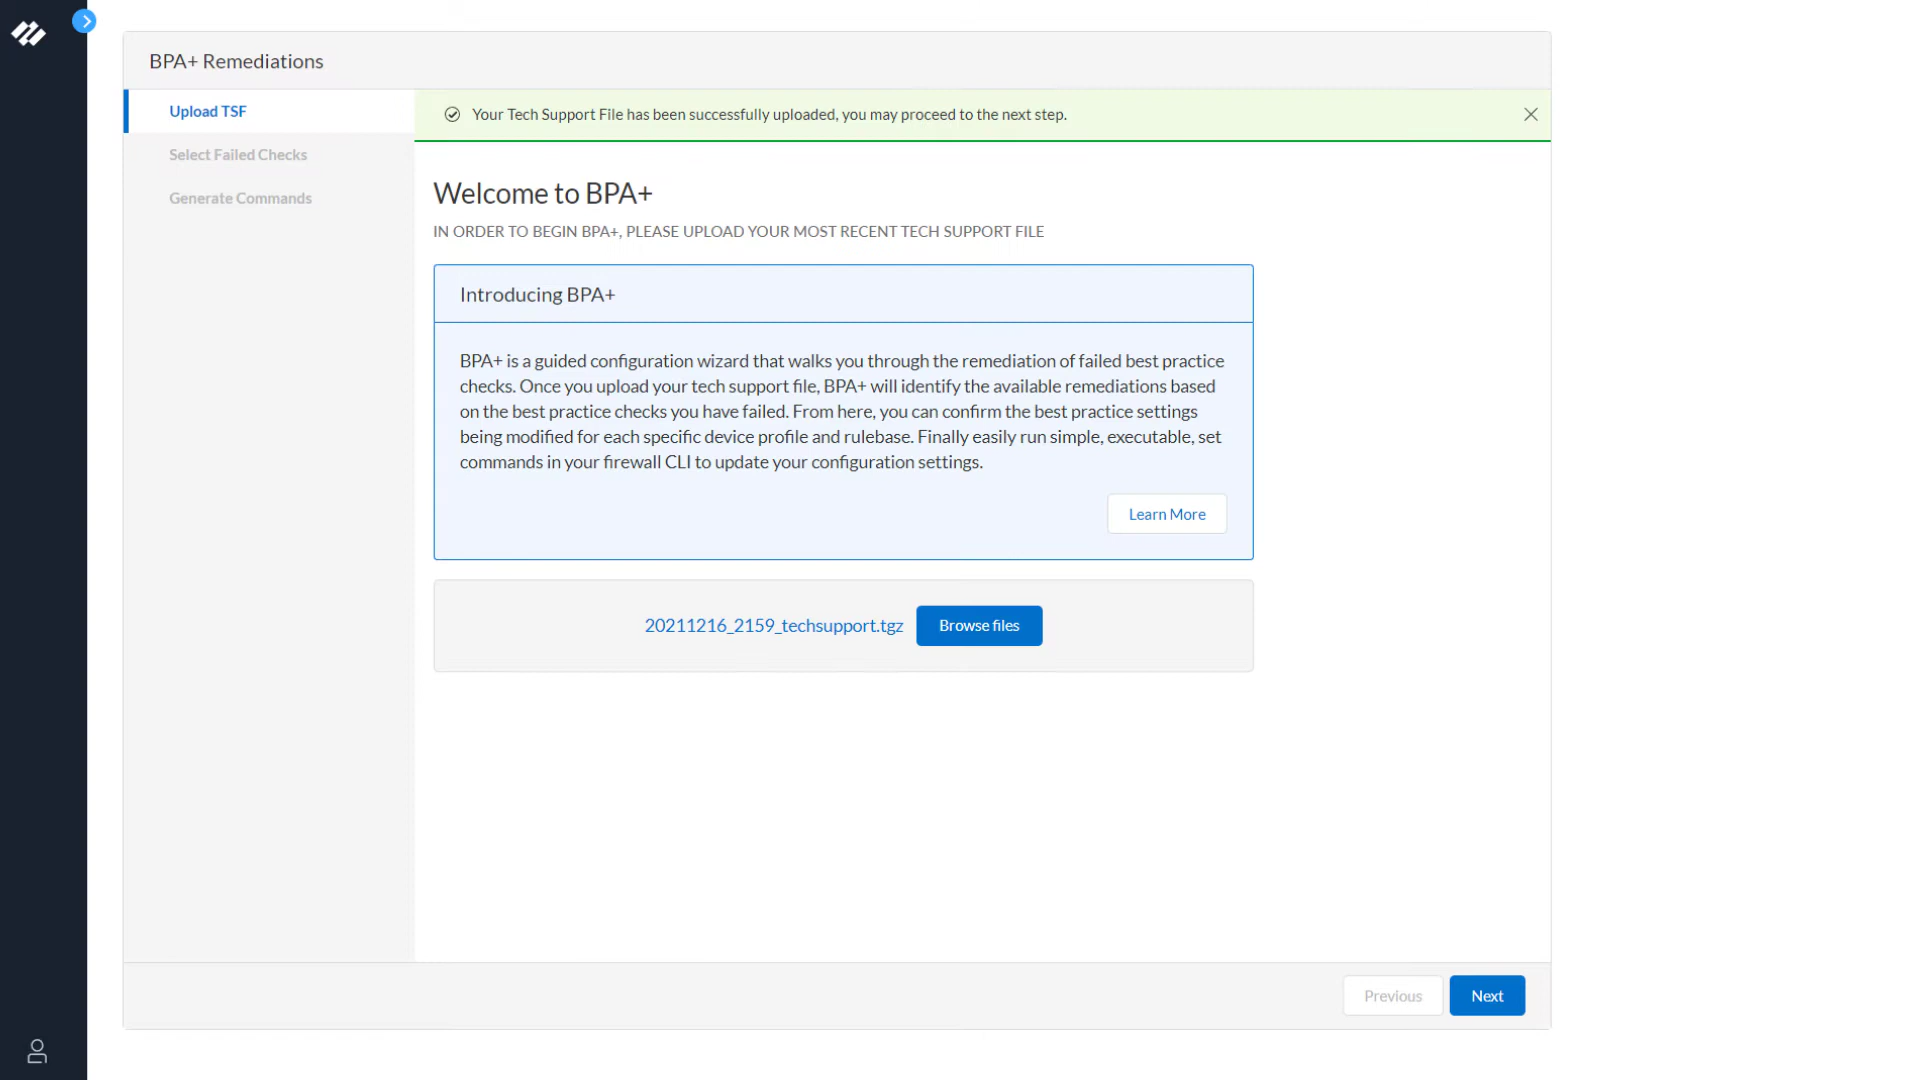 BPA+ Remediations
Upload TSF
Select Failed Checks
Generate Commands
Your Tech Support File has been successfully uploaded, you may proceed to the next step.
Welcome to BPA+
IN ORDER TO BEGIN BPA+, PLEASE UPLOAD YOUR MOST RECENT TECH SUPPORT FILE
Introducing BPA+
BPA+ is a guided configuration wizard that walks you through the remediation of failed best practice
checks. Once you upload your tech support file, BPA+ will identify the available remediations based
on the best practice checks you have failed. From here, you can confirm the best practice settings
being modified for each specific device profile and rulebase. Finally easily run simple, executable, set
commands in your firewall CLI to update your configuration settings.
Learn More
20211216_2159_techsupport.tgz
Browse files
Previous
Next